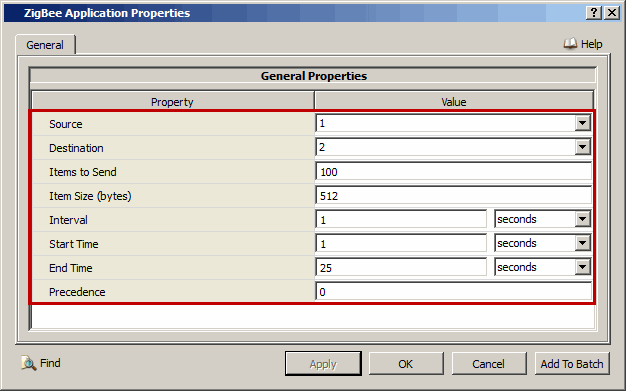 ZigBee Application Properties
General
Help
General Properties
Property Value
Source 1
Destination 2
Items to Send 100
Item Size (bytes) 512
Interval 1 seconds
Start Time 1 seconds
End Time 25 seconds
Precedence 0
Find Apply OK Cancel Add To Batch